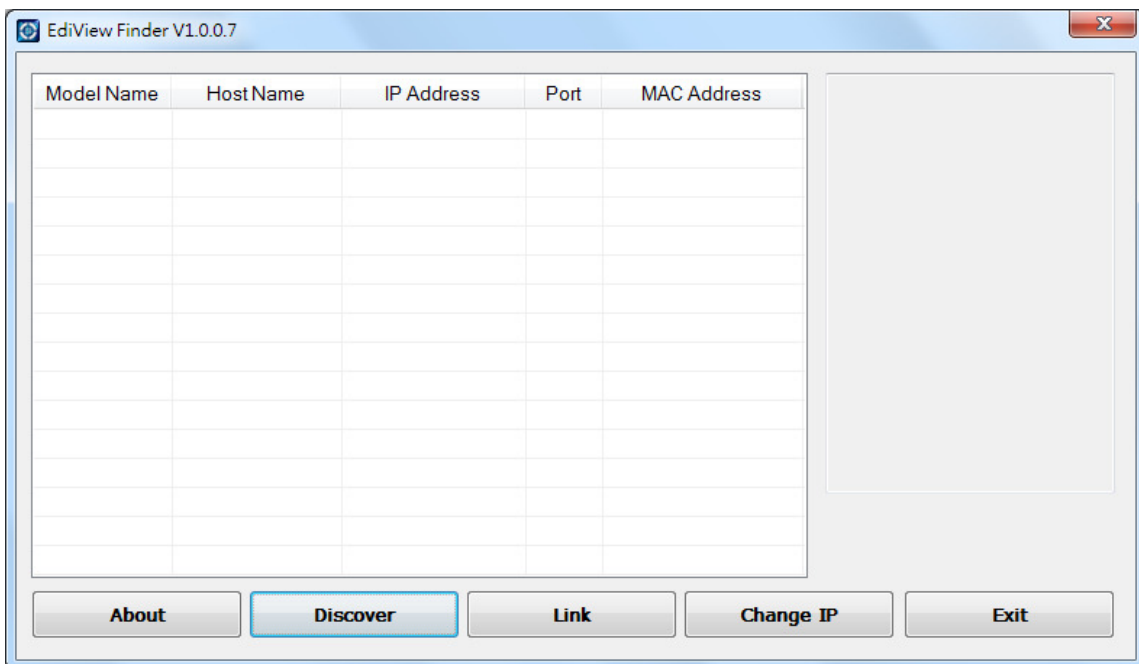 EdiView Finder V1.0.0.7
Model Name Host Name IP Address Port MAC Address
About Discover Link Change IP Exit